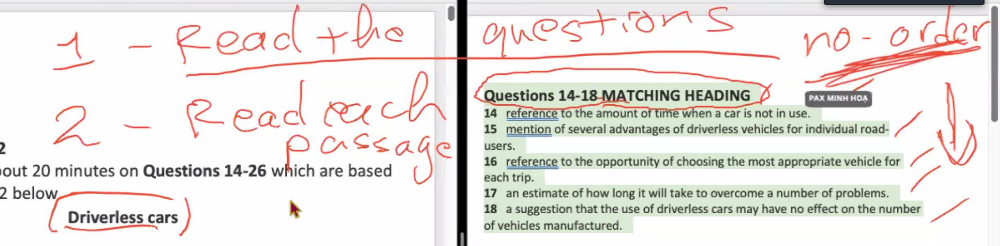 1 - Read the questions
no - order
2 - Read each
passage
2
out 20 minutes on Questions 14-26 which are based
2 below
Driverless cars
Questions 14-18 MATCHING HEADING
PAX MINH HOẠ
14 reference to the amount of time when a car is not in use.
15 mention of several advantages of driverless vehicles for individual road-
users.
16 reference to the opportunity of choosing the most appropriate vehicle for
each trip.
17 an estimate of how long it will take to overcome a number of problems.
18 a suggestion that the use of driverless cars may have no effect on the number
of vehicles manufactured.